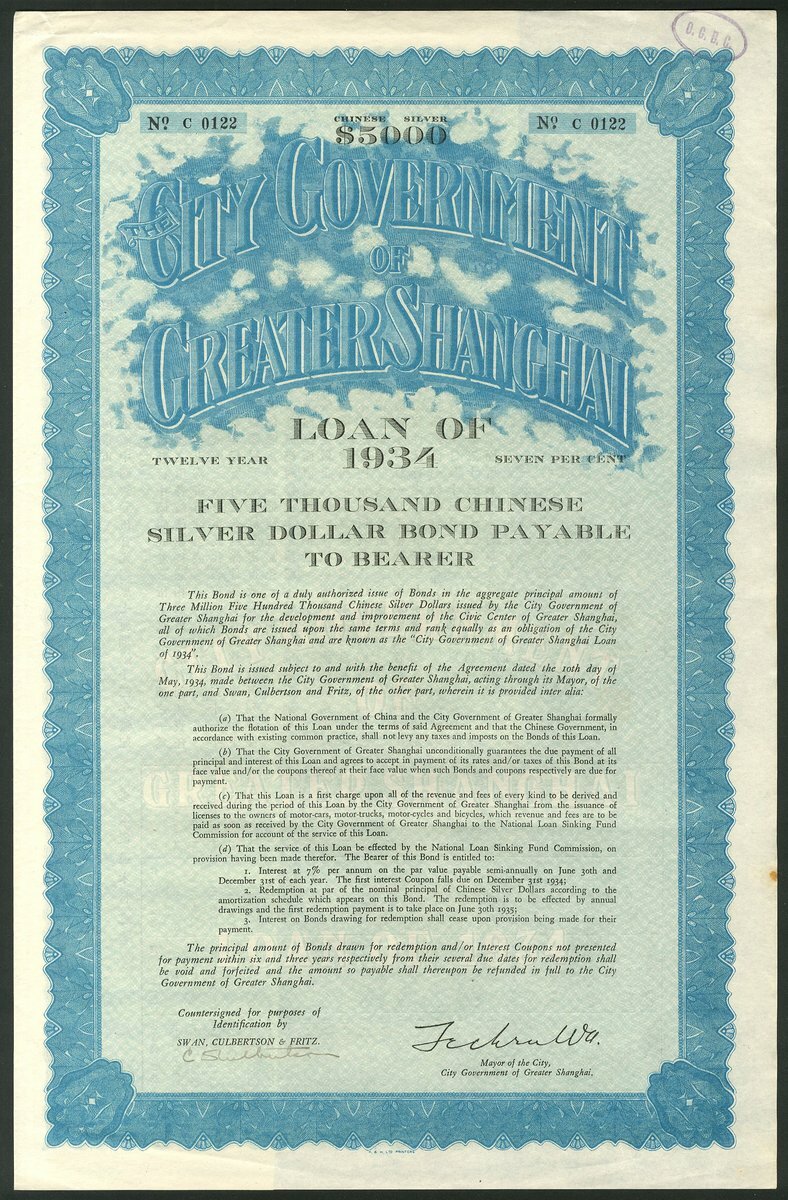 O. G. B. C.
No. C 0122
CHINESE SILVER
$5000
No. C 0122
THE CITY GOVERNMENT
OF
GREATER SHANGHAI
LOAN OF
TWELVE YEAR 1934 SEVEN PER CENT
FIVE THOUSAND CHINESE
SILVER DOLLAR BOND PAYABLE
TO BEARER
This Bond is one of a duly authorized issue of Bonds in the aggregate principal amount of
Three Million Five Hundred Thousand Chinese Silver Dollars issued by the City Government of
Greater Shanghai for the development and improvement of the Civic Center of Greater Shanghai,
all of which Bonds are issued upon the same terms and rank equally as an obligation of the City
Government of Greater Shanghai and are known as the "City Government of Greater Shanghai Loan
of 1934".
This Bond is issued subject to and with the benefit of the Agreement dated the 10th day of
May, 1934, made between the City Government of Greater Shanghai, acting through its Mayor, of the
one part, and Swan, Culbertson and Fritz, of the other part, wherein it is provided inter alia:
(a) That the National Government of China and the City Government of Greater Shanghai formally
authorize the flotation of this Loan under the terms of said Agreement and that the Chinese Government, in
accordance with existing common practice, shall not levy any taxes and imposts on the Bonds of this Loan.
(b) That the City Government of Greater Shanghai unconditionally guarantees the due payment of all
principal and interest of this Loan and agrees to accept in payment of its rates and/or taxes of this Bond at its
face value and/or the coupons thereof at their face value when such Bonds and coupons respectively are due for
payment.
(c) That this Loan is a first charge upon all of the revenue and fees of every kind to be derived and
received during the period of this Loan by the City Government of Greater Shanghai from the issuance of
licenses to the owners of motor-cars, motor-trucks, motor-cycles and bicycles, which revenue and fees are to be
paid as soon as received by the City Government of Greater Shanghai to the National Loan Sinking Fund
Commission for account of the service of this Loan.
(d) That the service of this Loan be effected by the National Loan Sinking Fund Commission, on
provision having been made therefor. The Bearer of this Bond is entitled to:
1. Interest at 7% per annum on the par value payable semi-annually on June 30th and
December 31st of each year. The first interest Coupon falls due on December 31st 1934;
2. Redemption at par of the nominal principal of Chinese Silver Dollars according to the
amortization schedule which appears on this Bond. The redemption is to be effected by annual
drawings and the first redemption payment is to take place on June 30th 1935;
3. Interest on Bonds drawing for redemption shall cease upon provision being made for their
payment.
The principal amount of Bonds drawn for redemption and/or Interest Coupons not presented
for payment within six and three years respectively from their several due dates for redemption shall
be void and forfeited and the amount so payable shall thereupon be refunded in full to the City
Government of Greater Shanghai.
Countersigned for purposes of
Identification by
SWAN, CULBERTSON & FRITZ.
Mayor of the City,
City Government of Greater Shanghai.